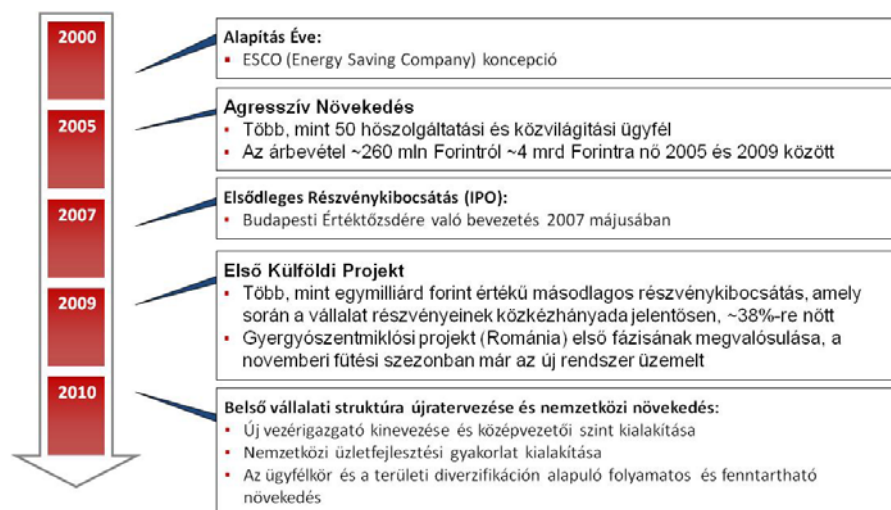 2000
Alapítás Éve:
▪ ESCO (Energy Saving Company) koncepció
2005
Agresszív Növekedés
▪ Több, mint 50 hőszolgáltatási és közvilágítási ügyfél
▪ Az árbevétel ~260 mln Forintról ~4 mrd Forintra nő 2005 és 2009 között
2007
Elsődleges Részvénykibocsátás (IPO):
▪ Budapesti Értéktőzsdére való bevezetés 2007 májusában
2009
Első Külföldi Projekt
▪ Több, mint egymilliárd forint értékű másodlagos részvénykibocsátás, amely
során a vállalat részvényeinek közkézhányada jelentősen, ~38%-re nőtt
▪ Gyergyószentmiklósi projekt (Románia) első fázisának megvalósulása, a
novemberi fűtési szezonban már az új rendszer üzemelt
2010
Belső vállalati struktúra újratervezése és nemzetközi növekedés:
▪ Új vezérigazgató kinevezése és középvezetői szint kialakítása
▪ Nemzetközi üzletfejlesztési gyakorlat kialakítása
▪ Az ügyfélkör és a területi diverzifikáción alapuló folyamatos és fenntartható
növekedés